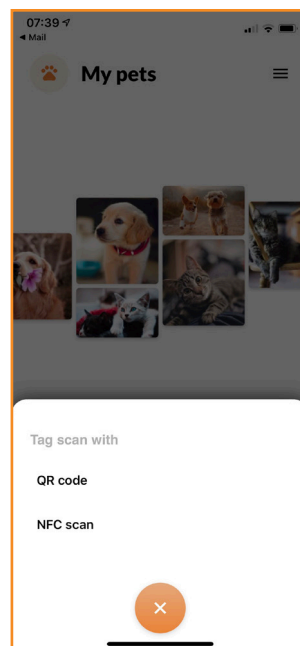 07:39
◀ Mail
My pets
Tag scan with
QR code
NFC scan